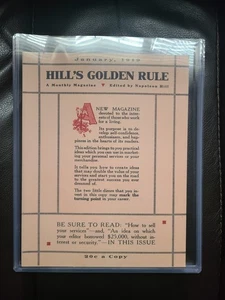 January, 1919
HILL'S GOLDEN RULE
A Monthly Magazine Edited by Napoleon Hill
A NEW MAGAZINE
devoted to the inter-
ests of those who work
for a living.
Its purpose is to de-
velop self-confidence,
enthusiasm, and hap-
piness in the hearts of its readers.
This edition brings you practical
ideas which you can use in market-
ing your personal services or your
merchandise.
It tells you how to create ideas
that may double the value of your
services and start you on the road
to the greatest success you ever
dreamed of.
The two little dimes that you in-
vest in this copy may mark the
turning point in your career.
BE SURE TO READ: "How to sell
your services"—and, "An idea on which
your editor borrowed $25,000, without in-
terest or security."—IN THIS ISSUE
20c a Copy